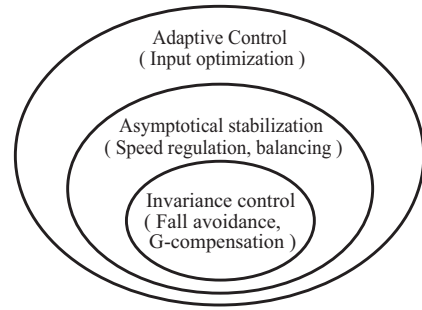 Adaptive Control
( Input optimization )
Asymptotical stabilization
( Speed regulation, balancing )
Invariance control
( Fall avoidance,
G-compensation )